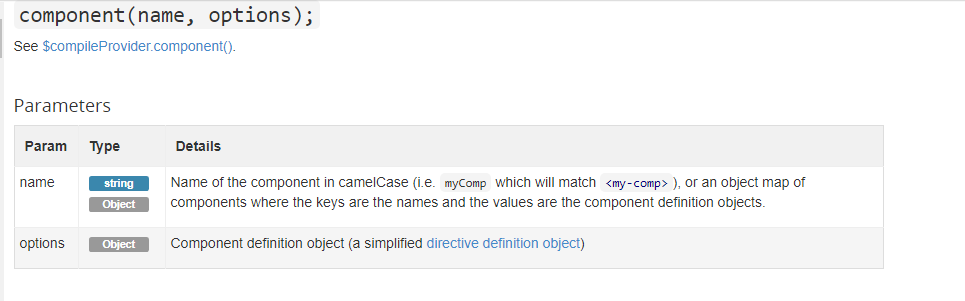 component(name, options);
See $compileProvider.component().
Parameters
Param Type Details
name string Object Name of the component in camelCase (i.e. myComp which will match <my-comp> ), or an object map of
components where the keys are the names and the values are the component definition objects.
options Object Component definition object (a simplified directive definition object)